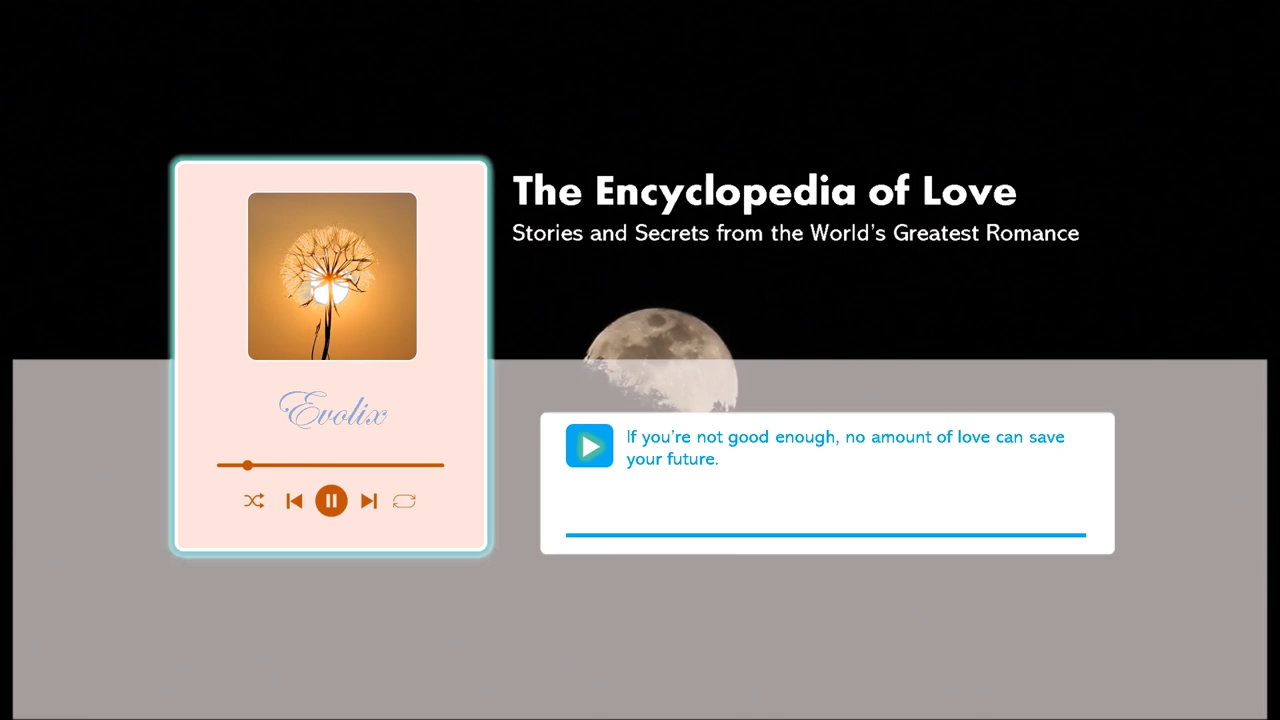 The Encyclopedia of Love
Stories and Secrets from the World's Greatest Romance
Evolix
If you're not good enough, no amount of love can save
your future.